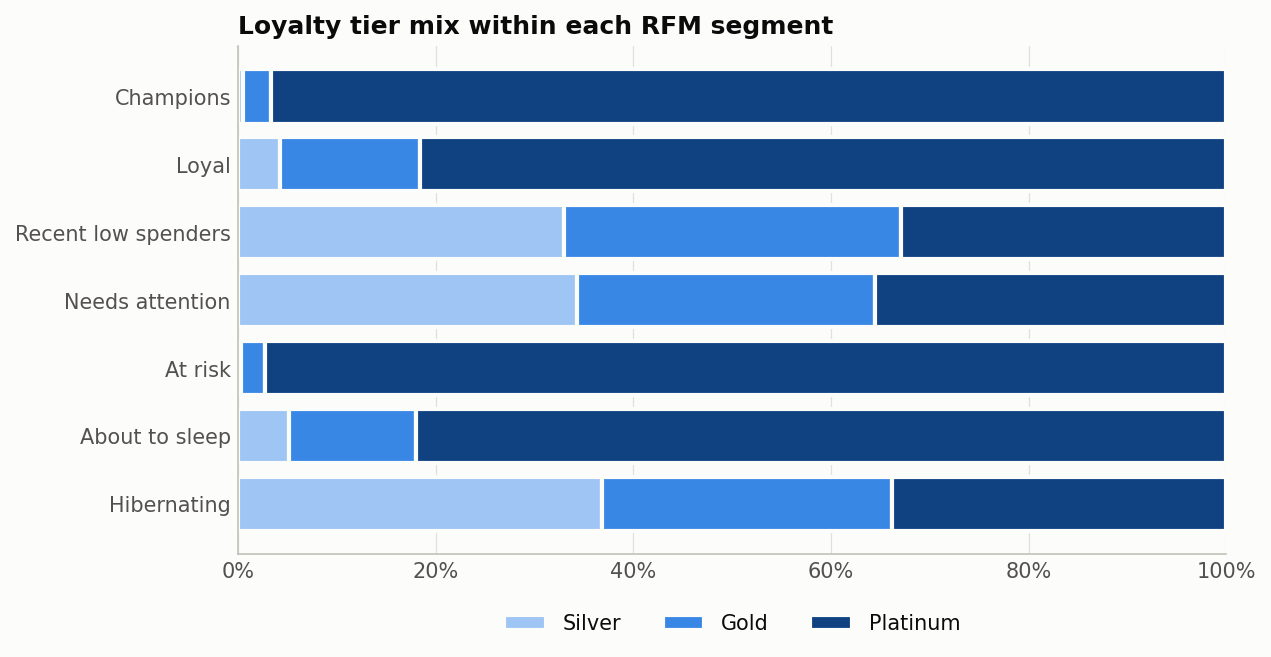 Loyalty tier mix within each RFM segment
Champions
Loyal
Recent low spenders
Needs attention
At risk
About to sleep
Hibernating
0% 20% 40% 60% 80% 100%
Silver Gold Platinum